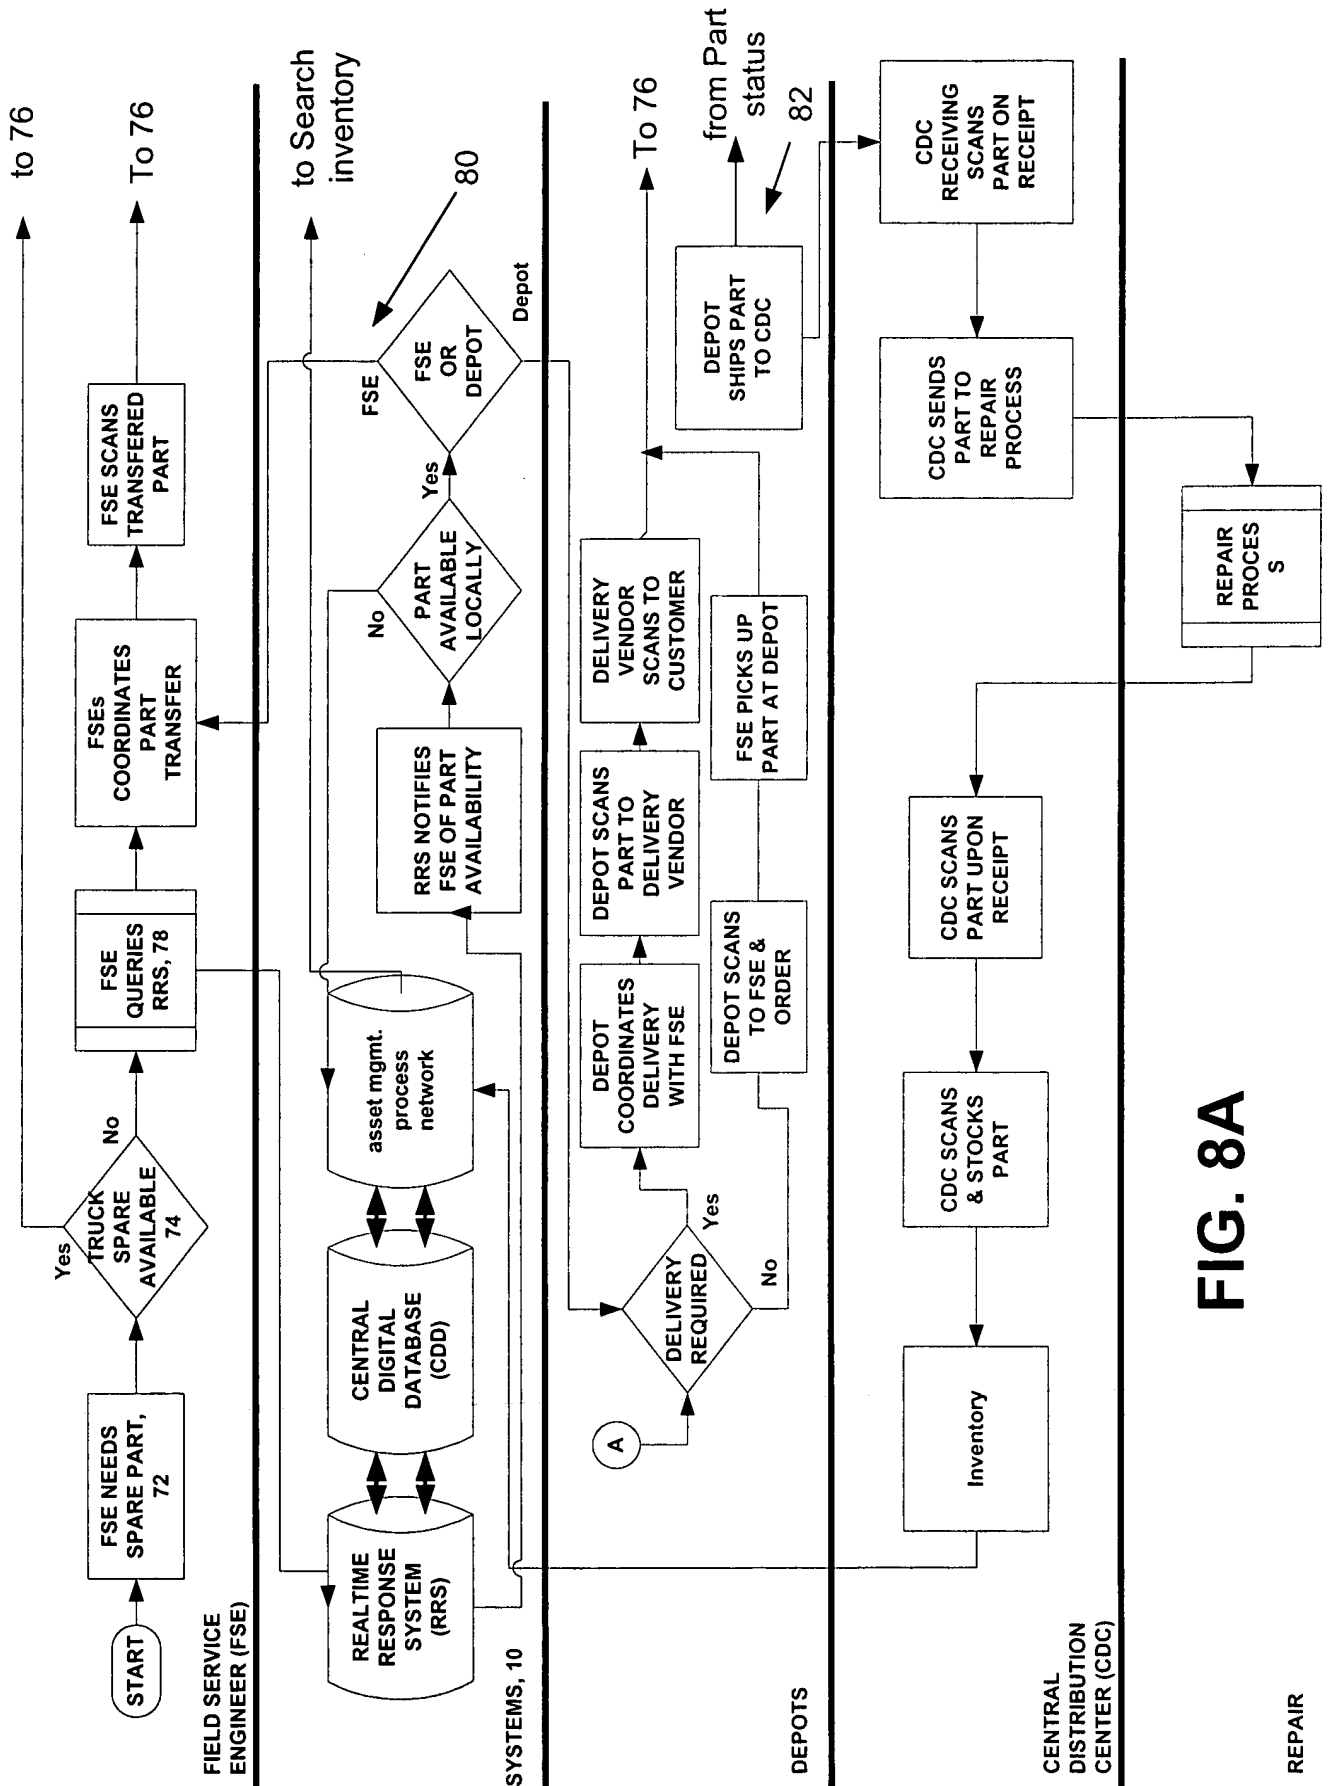 to 76
START
FSE NEEDS
SPARE PART,
72
Yes
TRUCK
SPARE
AVAILABLE
74
No
FSE
QUERIES
RRS, 78
FSEs
COORDINATES
PART
TRANSFER
FSE SCANS
TRANSFERRED
PART
To 76
FIELD SERVICE
ENGINEER (FSE)
to Search
inventory
REALTIME
RESPONSE
SYSTEM
(RRS)
CENTRAL
DIGITAL
DATABASE
(CDD)
asset mgmt.
process
network
RRS NOTIFIES
FSE OF PART
AVAILABILITY
No
PART
AVAILABLE
LOCALLY
Yes
FSE
FSE
OR
DEPOT
Depot
80
SYSTEMS, 10
A
DELIVERY
REQUIRED
Yes
No
DEPOT
COORDINATES
DELIVERY
WITH FSE
DEPOT SCANS
PART TO
DELIVERY
VENDOR
DELIVERY
VENDOR
SCANS TO
CUSTOMER
To 76
DEPOT SCANS
TO FSE &
ORDER
FSE PICKS UP
PART AT DEPOT
DEPOT
SHIPS PART
TO CDC
from Part
status
82
DEPOTS
CDC
RECEIVING
SCANS
PART ON
RECEIPT
CDC SENDS
PART TO
REPAIR
PROCESS
CDC SCANS
PART UPON
RECEIPT
CDC SCANS
& STOCKS
PART
Inventory
CENTRAL
DISTRIBUTION
CENTER (CDC)
REPAIR
PROCES
S
REPAIR
FIG. 8A